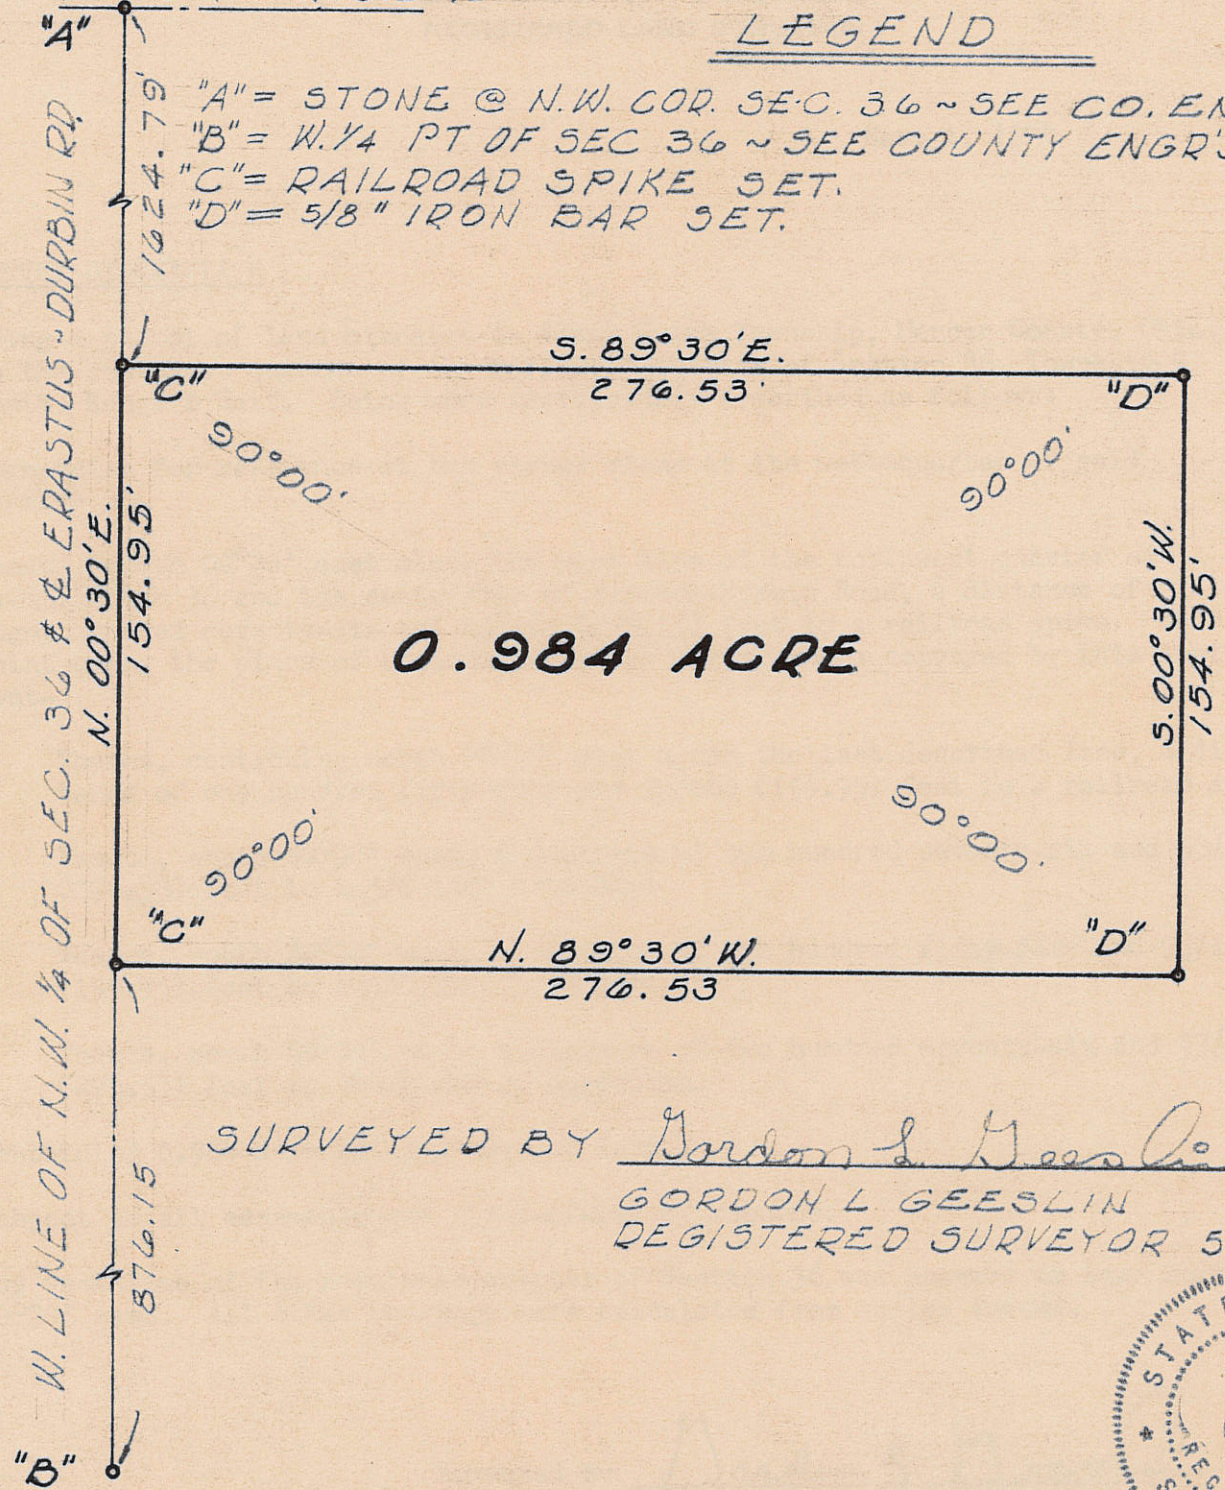 "A"
LEGEND
"A" = STONE @ N.W. COR. SEC. 36 ~ SEE CO.
"B" = W. 1/4 PT OF SEC 36 ~ SEE COUNTY ENGR'S
"C" = RAILROAD SPIKE SET.
"D" = 5/8" IRON BAR SET.
1624.79'
W. LINE OF N.W. 1/4 OF SEC. 36 & ℄ ERASTUS-DURBIN RD.
S. 89°30'E.
276.53'
"C"
"D"
90°00'
90°00'
N. 00°30'E.
154.95'
0.984 ACRE
S. 00°30'W.
154.95'
90°00'
90°00'
"C"
"D"
N. 89°30'W.
276.53
SURVEYED BY Gordon L. Geeslin
GORDON L GEESLIN
REGISTERED SURVEYOR
876.15
"B"